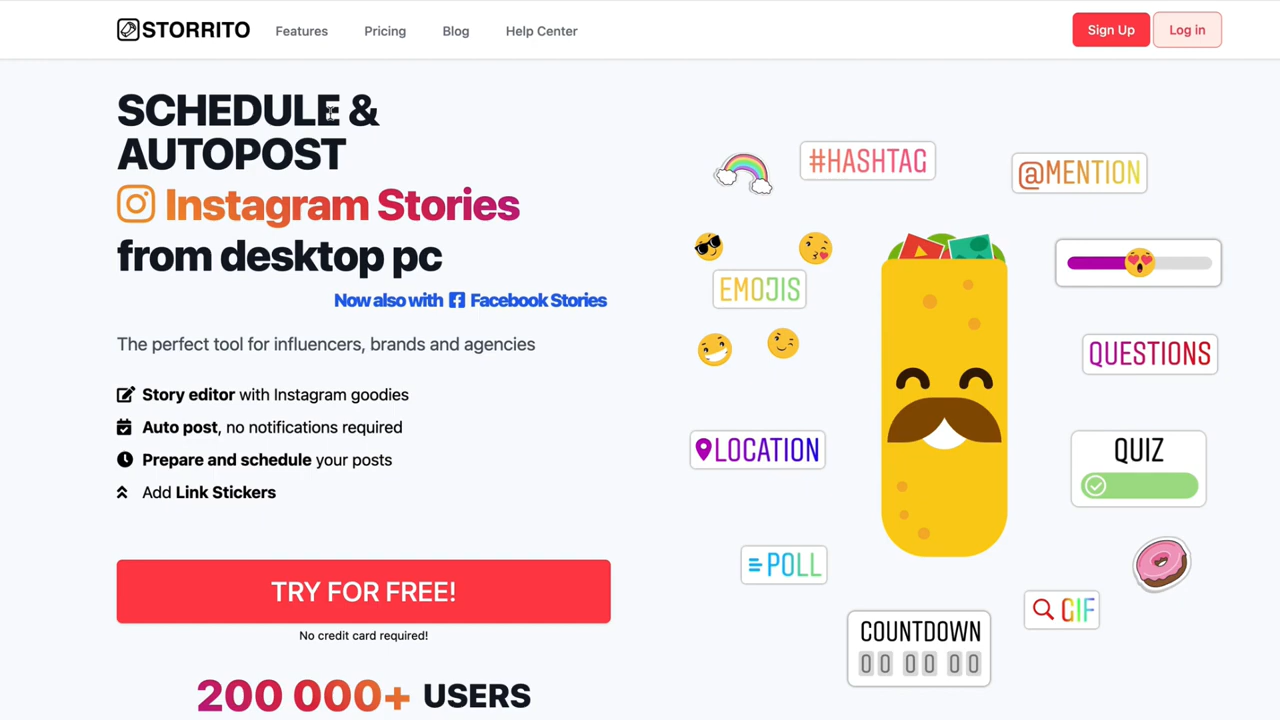 STORRITO
Features
Pricing
Blog
Help Center
Sign Up
Log in
SCHEDULE &
AUTOPOST
Instagram Stories
from desktop pc
Now also with Facebook Stories
The perfect tool for influencers, brands and agencies
Story editor with Instagram goodies
Auto post, no notifications required
Prepare and schedule your posts
Add Link Stickers
TRY FOR FREE!
No credit card required!
200 000+ USERS
#HASHTAG
@MENTION
EMOJIS
QUESTIONS
LOCATION
QUIZ
POLL
GIF
COUNTDOWN
00 00 00